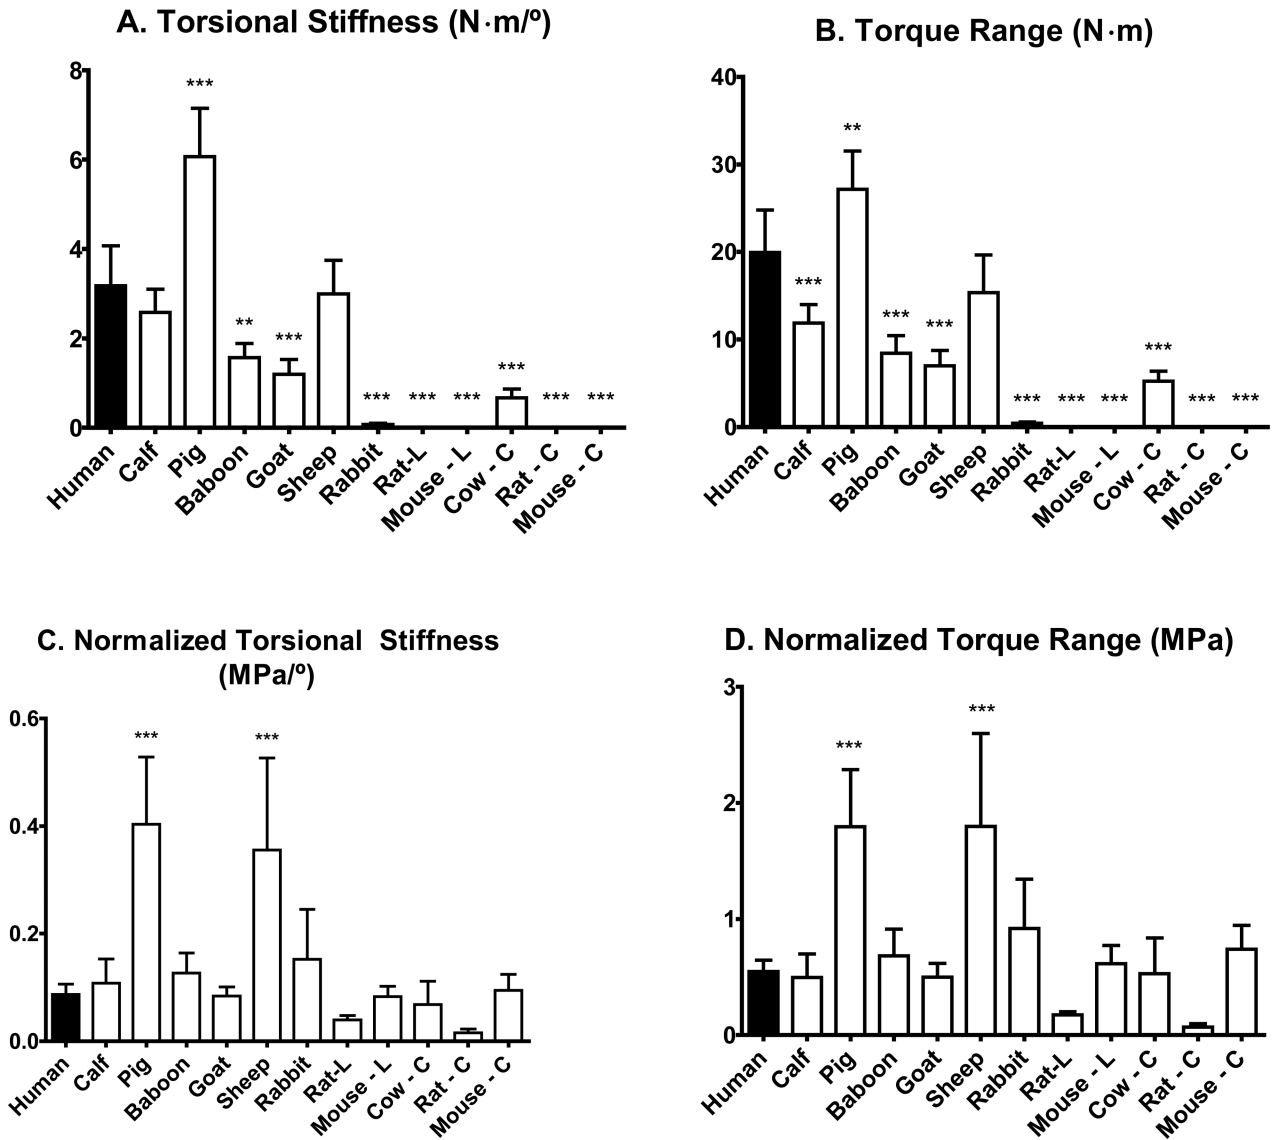 A. Torsional Stiffness (N·m/º)
8
6
4
2
0
***
**
***
***
***
***
***
***
***
Human
Calf
Pig
Baboon
Goat
Sheep
Rabbit
Rat-L
Mouse - L
Cow - C
Rat - C
Mouse - C
B. Torque Range (N·m)
40
30
20
10
0
***
**
***
***
***
***
***
***
***
***
Human
Calf
Pig
Baboon
Goat
Sheep
Rabbit
Rat-L
Mouse - L
Cow - C
Rat - C
Mouse - C
C. Normalized Torsional Stiffness
(MPa/º)
0.6
0.4
0.2
0.0
***
***
Human
Calf
Pig
Baboon
Goat
Sheep
Rabbit
Rat-L
Mouse - L
Cow - C
Rat - C
Mouse - C
D. Normalized Torque Range (MPa)
3
2
1
0
***
***
Human
Calf
Pig
Baboon
Goat
Sheep
Rabbit
Rat-L
Mouse - L
Cow - C
Rat - C
Mouse - C